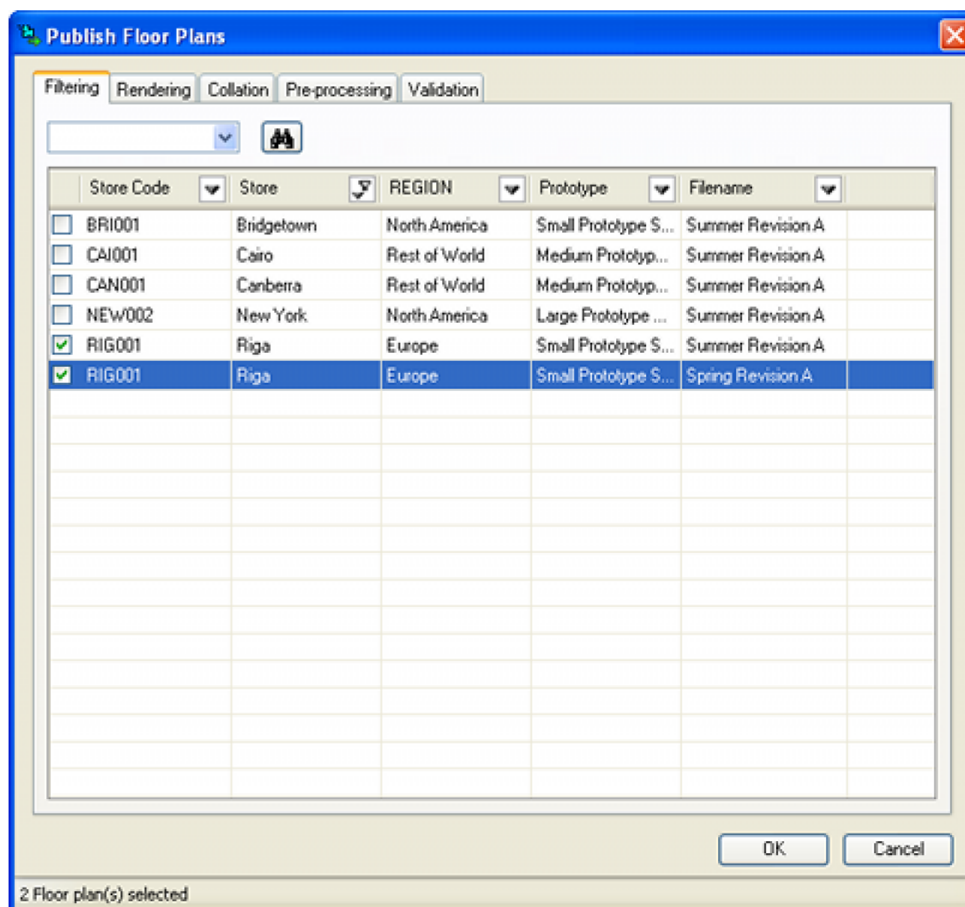 Publish Floor Plans
Filtering Rendering Collation Pre-processing Validation
Store Code Store REGION Prototype Filename
BRI001 Bridgetown North America Small Prototype S... Summer Revision A
CAI001 Cairo Rest of World Medium Prototyp... Summer Revision A
CAN001 Canberra Rest of World Medium Prototyp... Summer Revision A
NEW002 New York North America Large Prototype ... Summer Revision A
RIG001 Riga Europe Small Prototype S... Summer Revision A
RIG001 Riga Europe Small Prototype S... Spring Revision A
OK Cancel
2 Floor plan(s) selected